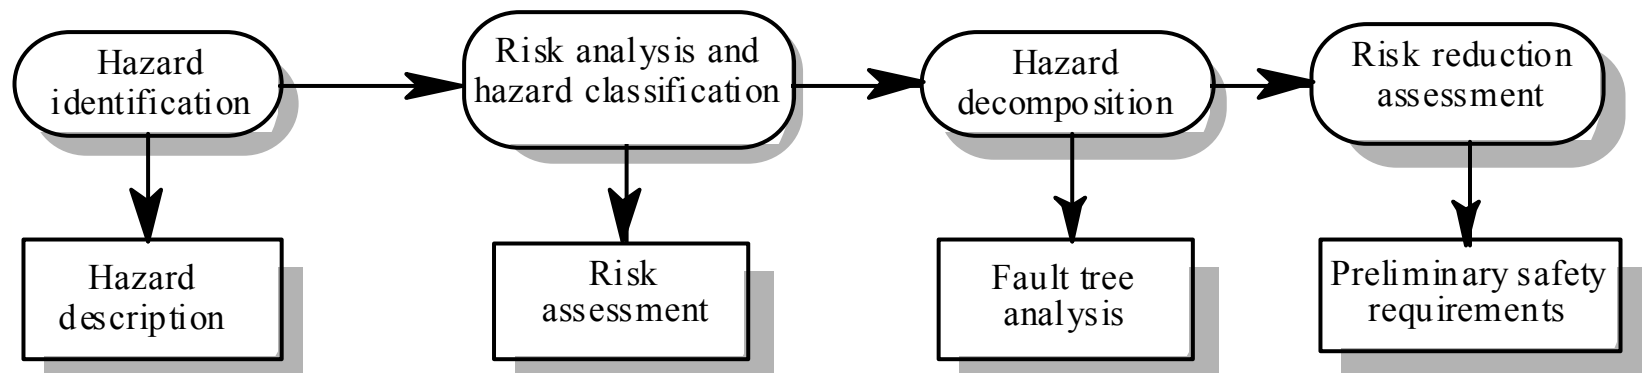 Hazard
identification
Risk analysis and
hazard classification
Hazard
decomposition
Risk reduction
assessment
Hazard
description
Risk
assessment
Fault tree
analysis
Preliminary safety
requirements